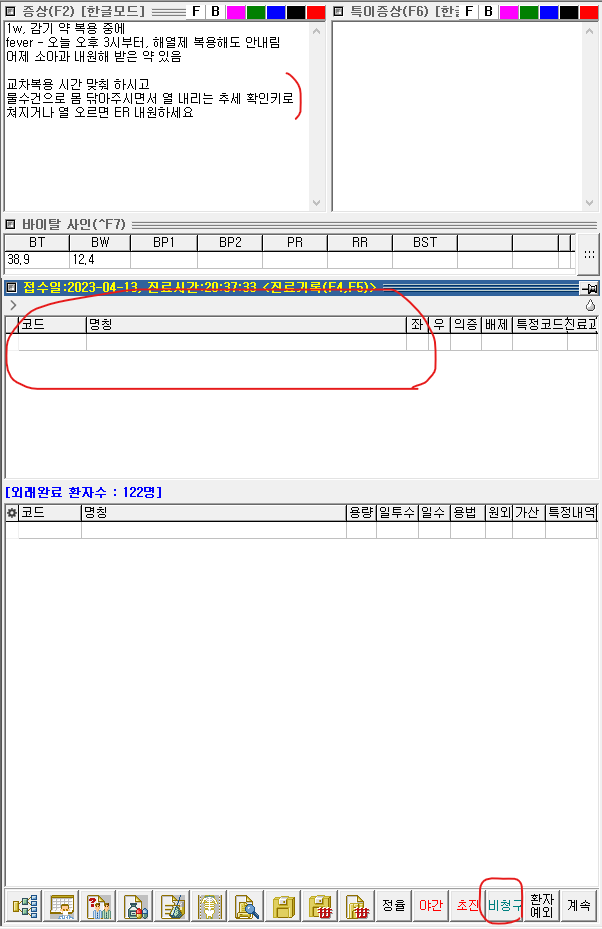 증상(F2) [한글모드] F B
1w, 감기 약 복용 중에
fever - 오늘 오후 3시부터, 해열제 복용해도 안내림
어제 소아과 내원해 받은 약 있음
교차복용 시간 맞춰 하시고
물수건으로 몸 닦아주시면서 열 내리는 추세 확인키로
쳐지거나 열 오르면 ER 내원하세요
특이증상(F6) [한글 F B
바이탈 사인(^F7)
BT BW BP1 BP2 PR RR BST
38.9 12.4
접수일:2023-04-13, 진료시간:20:37:33 <진료기록(F4,F5)>
코드 명칭 좌 우 의증 배제 특정코드 진료과
[외래완료 환자수 : 122명]
코드 명칭 용량 일투수 일수 용법 원외 가산 특정내역
정율 야간 초진 비청구 환자 예외 계속